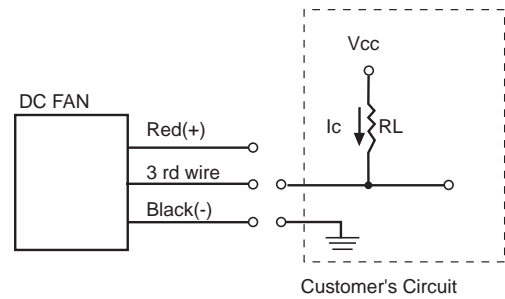 Vcc
DC FAN
Red(+)
Ic
RL
3 rd wire
Black(-)
Customer's Circuit